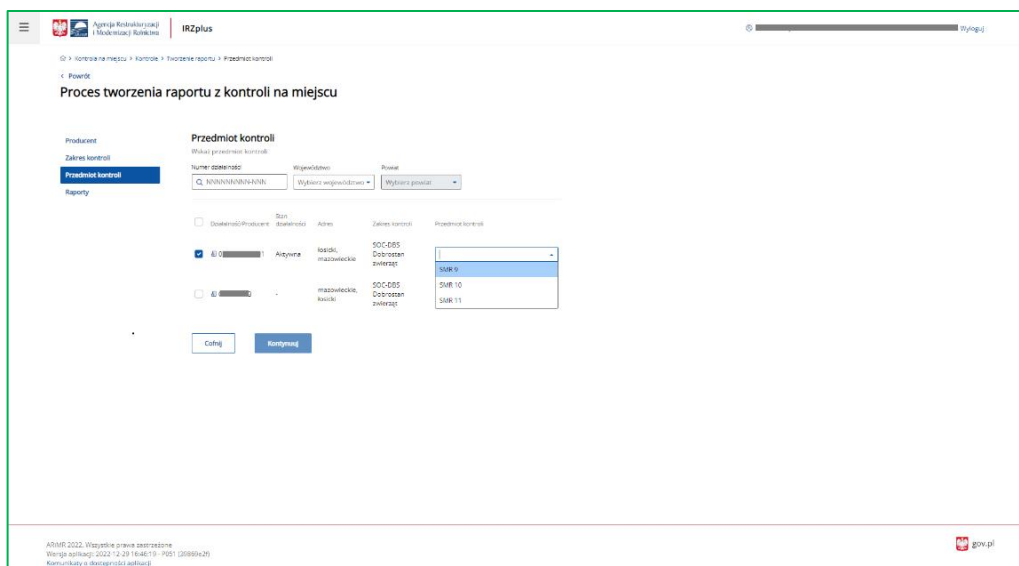 Agencja Restrukturyzacji
i Modernizacji Rolnictwa
IRZplus
Wyloguj
> Kontrola na miejscu > Kontrole > Tworzenie raportu > Przedmiot kontroli
< Powrót
Proces tworzenia raportu z kontroli na miejscu
Producent
Zakres kontroli
Przedmiot kontroli
Raporty
Przedmiot kontroli
Wskaż przedmiot kontroli
Numer działalności Województwo Powiat
NNNNNNNNN-NNN Wybierz województwo Wybierz powiat
Działalność/Producent Stan działalności Adres Zakres kontroli Przedmiot kontroli
0 1 Aktywna łosicki, mazowieckie SOC-DBS Dobrostan zwierząt
SMR 9
SMR 10
SMR 11
- mazowieckie, łosicki SOC-DBS Dobrostan zwierząt
Cofnij Kontynuuj
ARiMR 2022. Wszystkie prawa zastrzeżone
Wersja aplikacji: 2022-12-29 16:46:19 - P051
Komunikaty o dostępności aplikacji
gov.pl